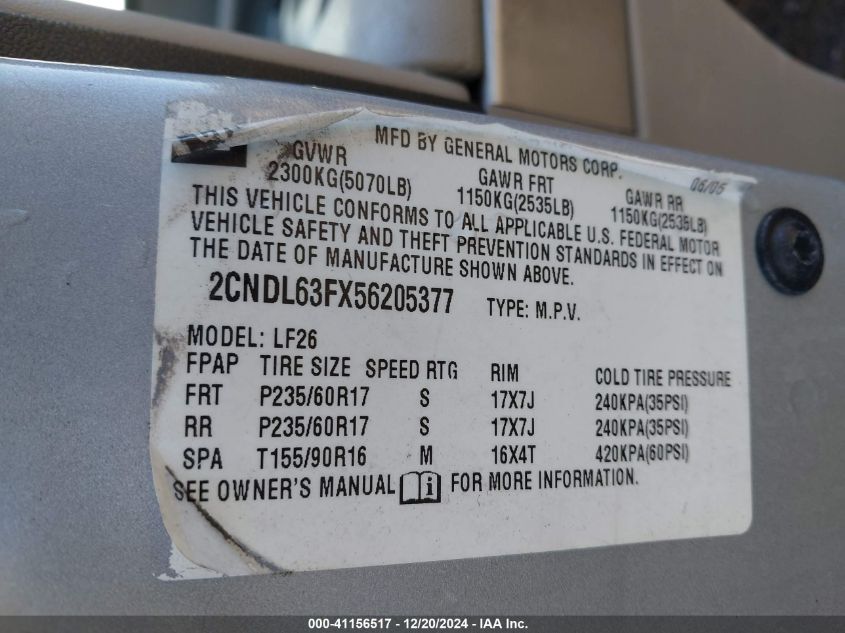 MFD BY GENERAL MOTORS CORP. 06/05
GVWR GAWR FRT GAWR RR
2300KG(5070LB) 1150KG(2535LB) 1150KG(2535LB)
THIS VEHICLE CONFORMS TO ALL APPLICABLE U.S. FEDERAL MOTOR
VEHICLE SAFETY AND THEFT PREVENTION STANDARDS IN EFFECT ON
THE DATE OF MANUFACTURE SHOWN ABOVE.
2CNDL63FX56205377 TYPE: M.P.V.
MODEL: LF26
FPAP TIRE SIZE SPEED RTG RIM COLD TIRE PRESSURE
FRT P235/60R17 S 17X7J 240KPA(35PSI)
RR P235/60R17 S 17X7J 240KPA(35PSI)
SPA T155/90R16 M 16X4T 420KPA(60PSI)
SEE OWNER'S MANUAL i FOR MORE INFORMATION.
000-41156517 - 12/20/2024 - IAA Inc.